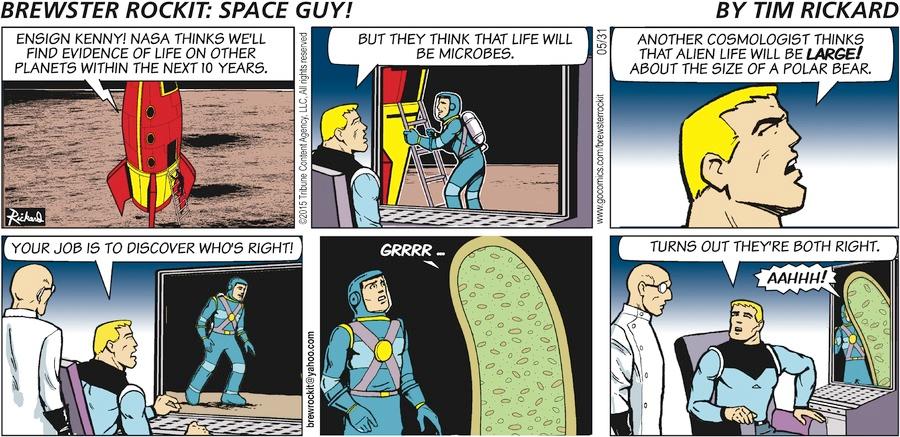 BREWSTER ROCKIT: SPACE GUY!
BY TIM RICKARD
ENSIGN KENNY! NASA THINKS WE'LL
FIND EVIDENCE OF LIFE ON OTHER
PLANETS WITHIN THE NEXT 10 YEARS.
Rickard
©2015 Tribune Content Agency, LLC. All rights reserved
BUT THEY THINK THAT LIFE WILL
BE MICROBES.
05/31
www.gocomics.com/brewsterrockit
ANOTHER COSMOLOGIST THINKS
THAT ALIEN LIFE WILL BE LARGE!
ABOUT THE SIZE OF A POLAR BEAR.
YOUR JOB IS TO DISCOVER WHO'S RIGHT!
brewrockit@yahoo.com
GRRRR ...
TURNS OUT THEY'RE BOTH RIGHT.
AAHHH!